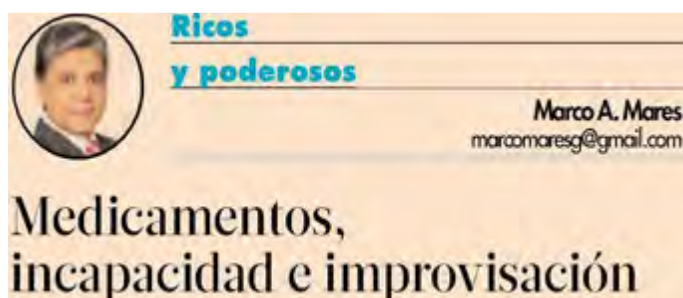 Ricos
y poderosos
Marco A. Mares
marcomaresg@gmail.com
Medicamentos,
incapacidad e improvisación